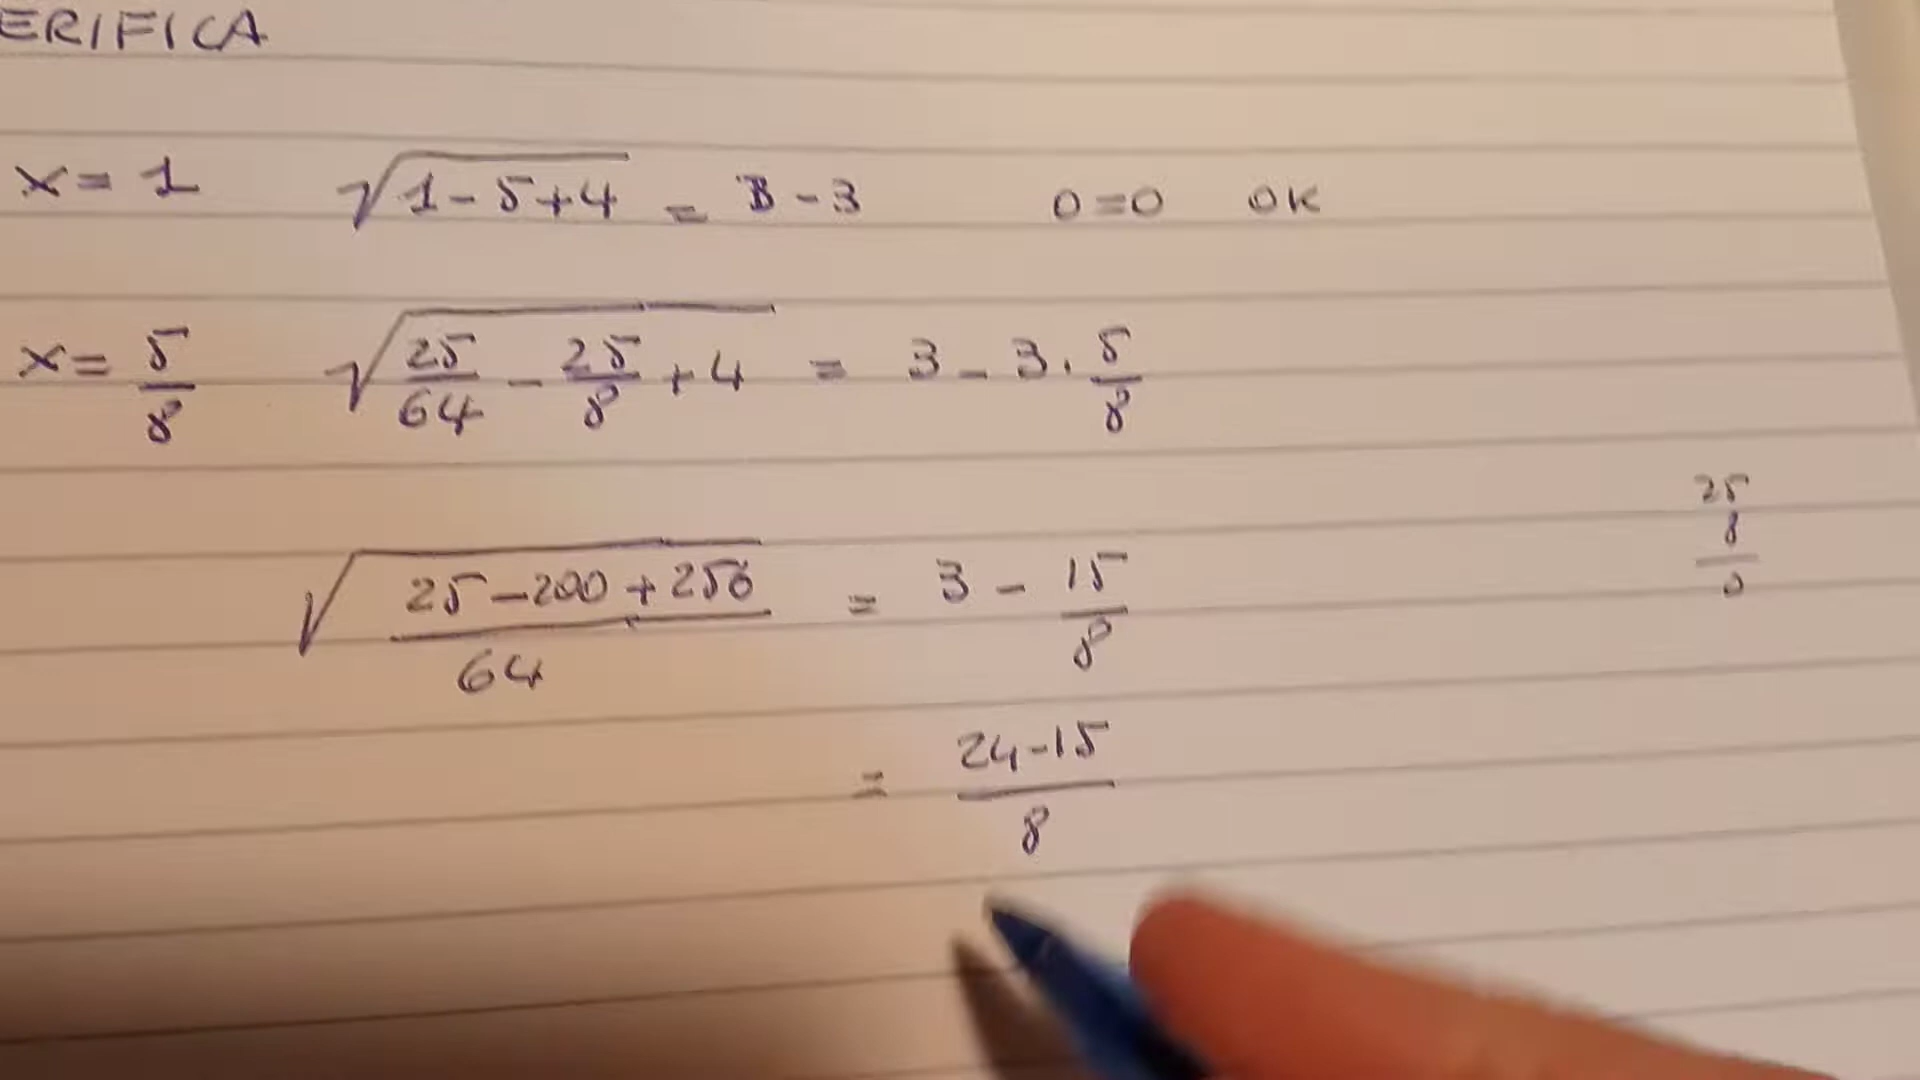 ERIFICA
x = 1 √(1 - 5 + 4) = 3 - 3 0 = 0 OK
x = 5/8 √(25/64 - 25/8 + 4) = 3 - 3 · 5/8
25
8
0
√((25 - 200 + 256)/64) = 3 - 15/8
= (24 - 15)/8